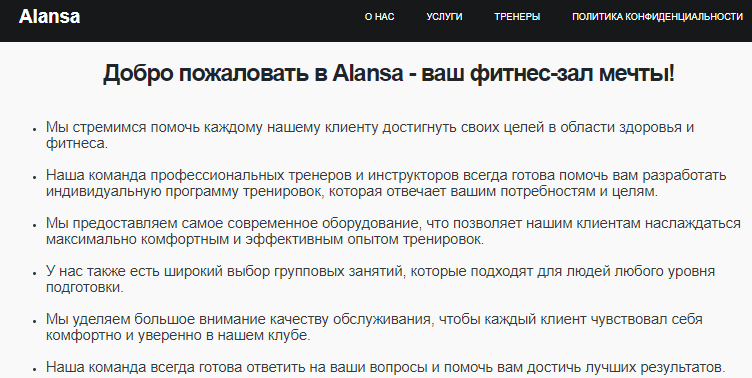 Alansa
О НАС УСЛУГИ ТРЕНЕРЫ ПОЛИТИКА КОНФИДЕНЦИАЛЬНОСТИ
Добро пожаловать в Alansa - ваш фитнес-зал мечты!
Мы стремимся помочь каждому нашему клиенту достигнуть своих целей в области здоровья и
фитнеса.
Наша команда профессиональных тренеров и инструкторов всегда готова помочь вам разработать
индивидуальную программу тренировок, которая отвечает вашим потребностям и целям.
Мы предоставляем самое современное оборудование, что позволяет нашим клиентам наслаждаться
максимально комфортным и эффективным опытом тренировок.
У нас также есть широкий выбор групповых занятий, которые подходят для людей любого уровня
подготовки.
Мы уделяем большое внимание качеству обслуживания, чтобы каждый клиент чувствовал себя
комфортно и уверенно в нашем клубе.
Наша команда всегда готова ответить на ваши вопросы и помочь вам достичь лучших результатов.